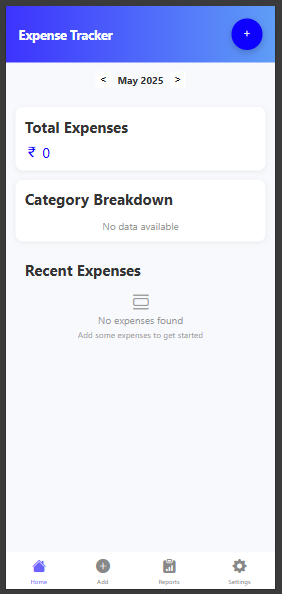 Expense Tracker
+
< May 2025 >
Total Expenses
₹ 0
Category Breakdown
No data available
Recent Expenses
No expenses found
Add some expenses to get started
Home Add Reports Settings